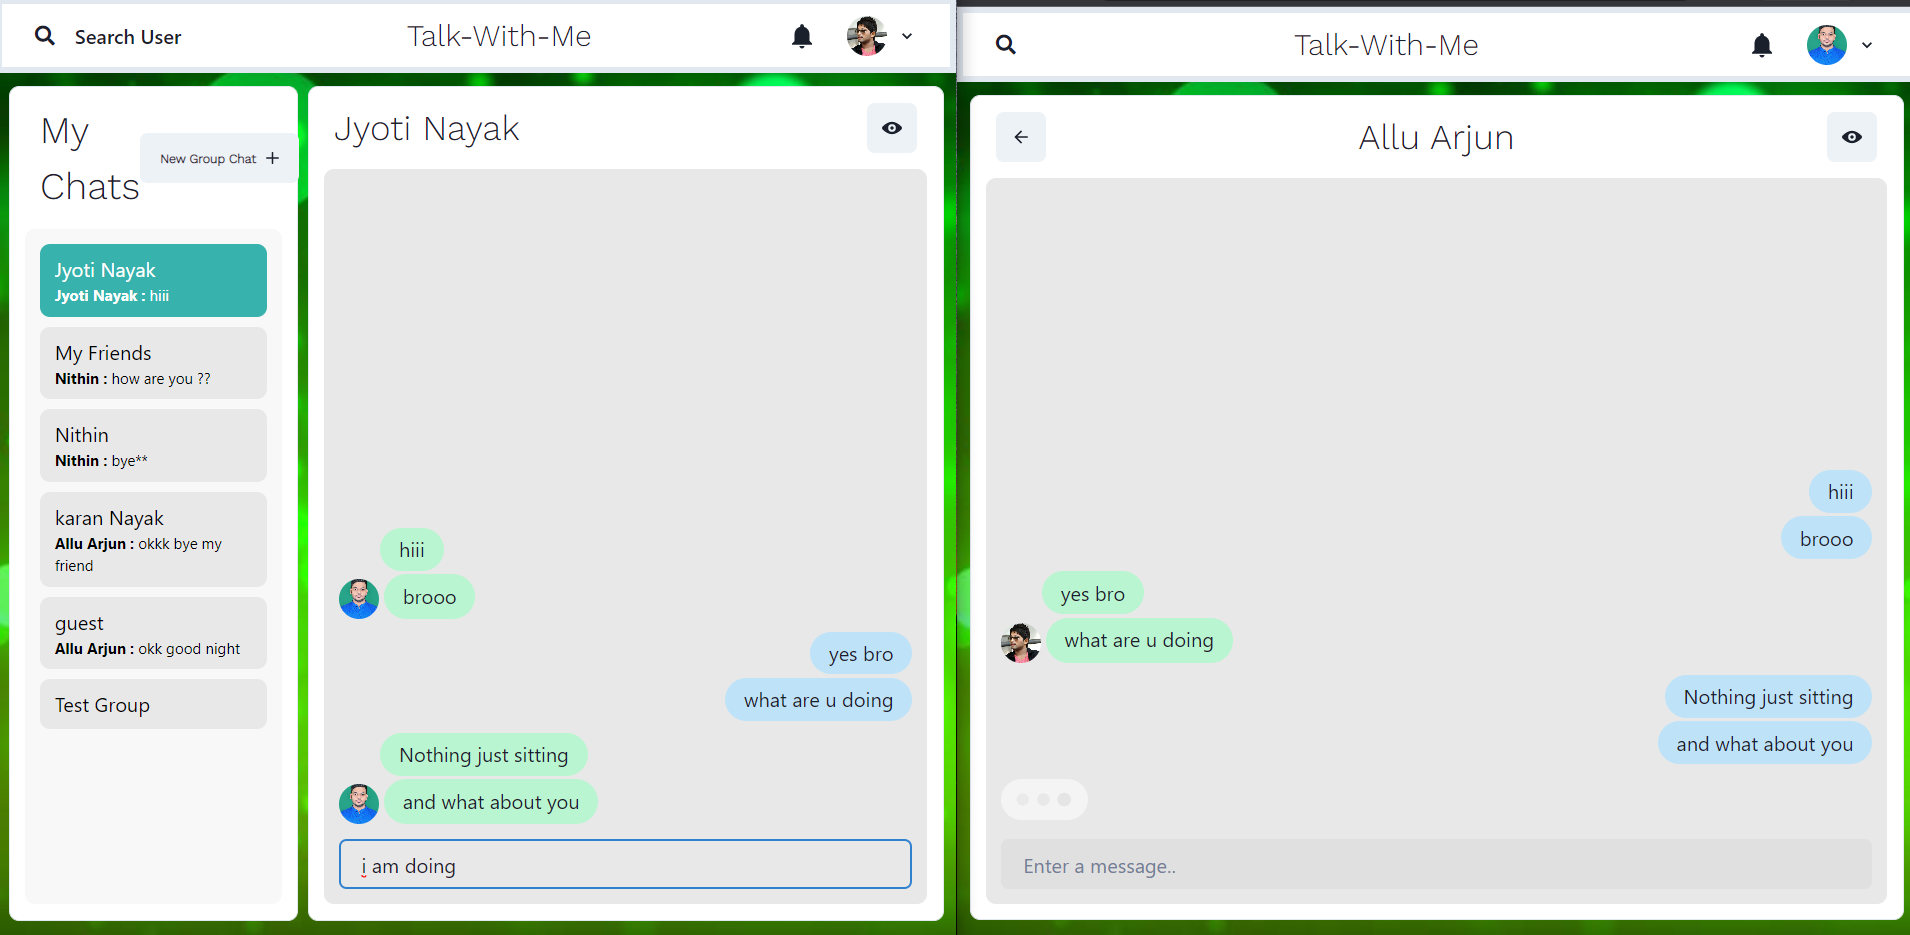 Search User
Talk-With-Me
My
Chats
New Group Chat +
Jyoti Nayak
Jyoti Nayak : hiii
My Friends
Nithin : how are you ??
Nithin
Nithin : bye**
karan Nayak
Allu Arjun : okkk bye my
friend
guest
Allu Arjun : okk good night
Test Group
Jyoti Nayak
hiii
brooo
yes bro
what are u doing
Nothing just sitting
and what about you
i am doing
Talk-With-Me
Allu Arjun
hiii
brooo
yes bro
what are u doing
Nothing just sitting
and what about you
Enter a message..